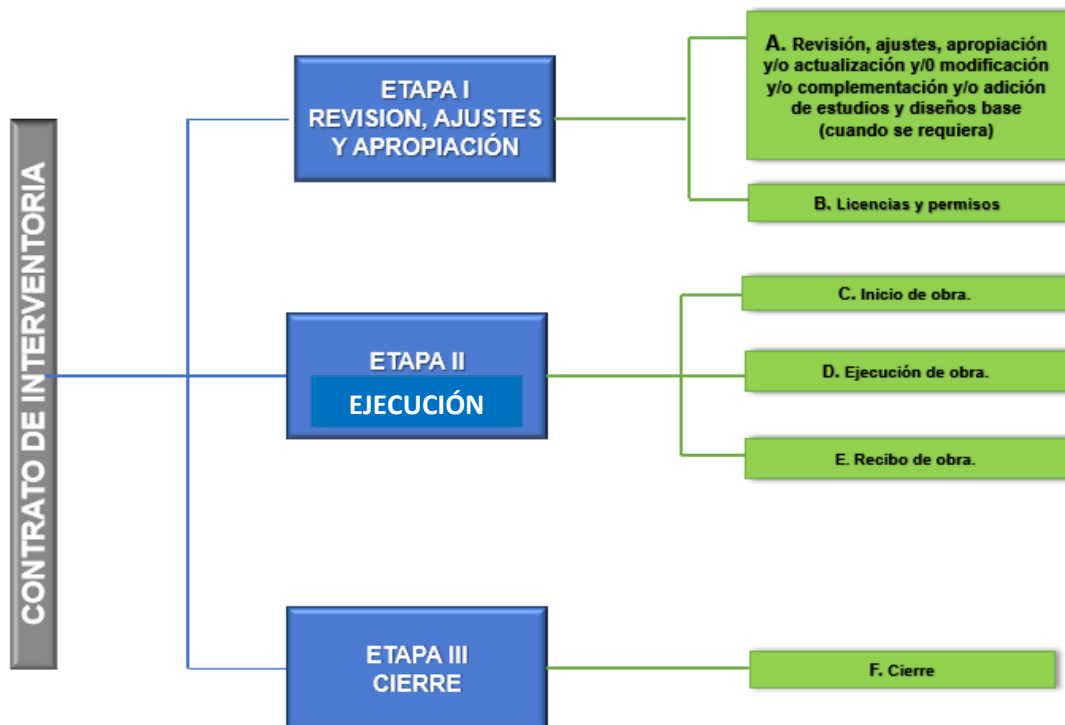 CONTRATO DE INTERVENTORIA
ETAPA I
REVISION, AJUSTES
Y APROPIACIÓN
A. Revisión, ajustes, apropiación
y/o actualización y/0 modificación
y/o complementación y/o adición
de estudios y diseños base
(cuando se requiera)
B. Licencias y permisos
ETAPA II
EJECUCIÓN
C. Inicio de obra.
D. Ejecución de obra.
E. Recibo de obra.
ETAPA III
CIERRE
F. Cierre